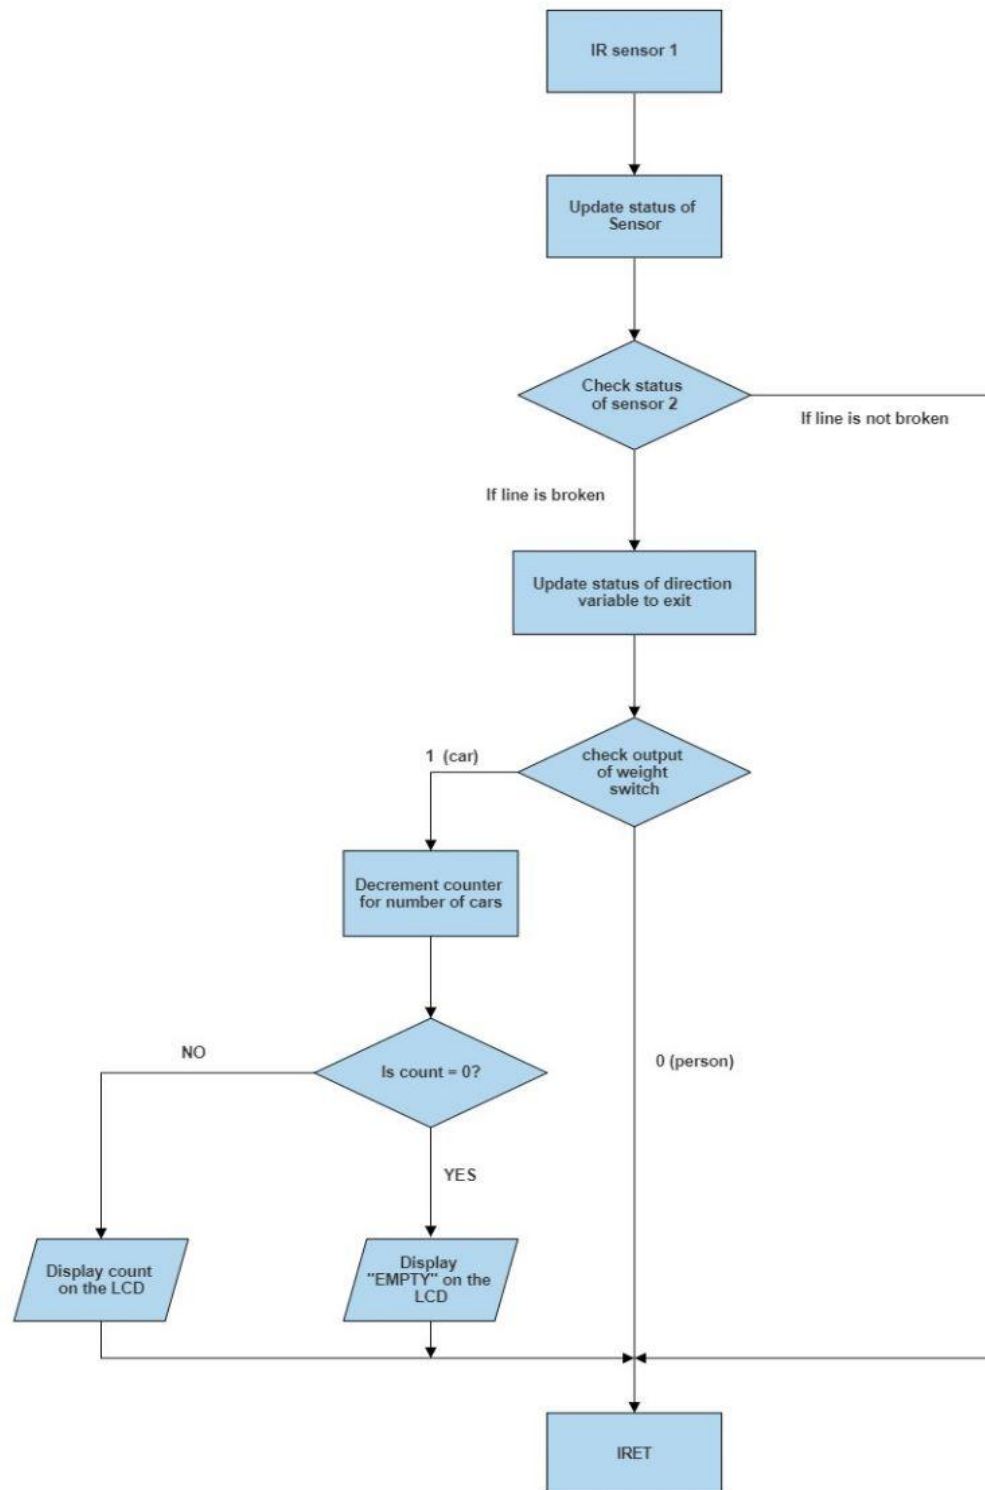 IR sensor 1
Update status of
Sensor
Check status
of sensor 2
If line is not broken
If line is broken
Update status of direction
variable to exit
check output
of weight
switch
1 (car)
Decrement counter
for number of cars
0 (person)
Is count = 0?
NO
YES
Display count
on the LCD
Display
"EMPTY" on the
LCD
IRET